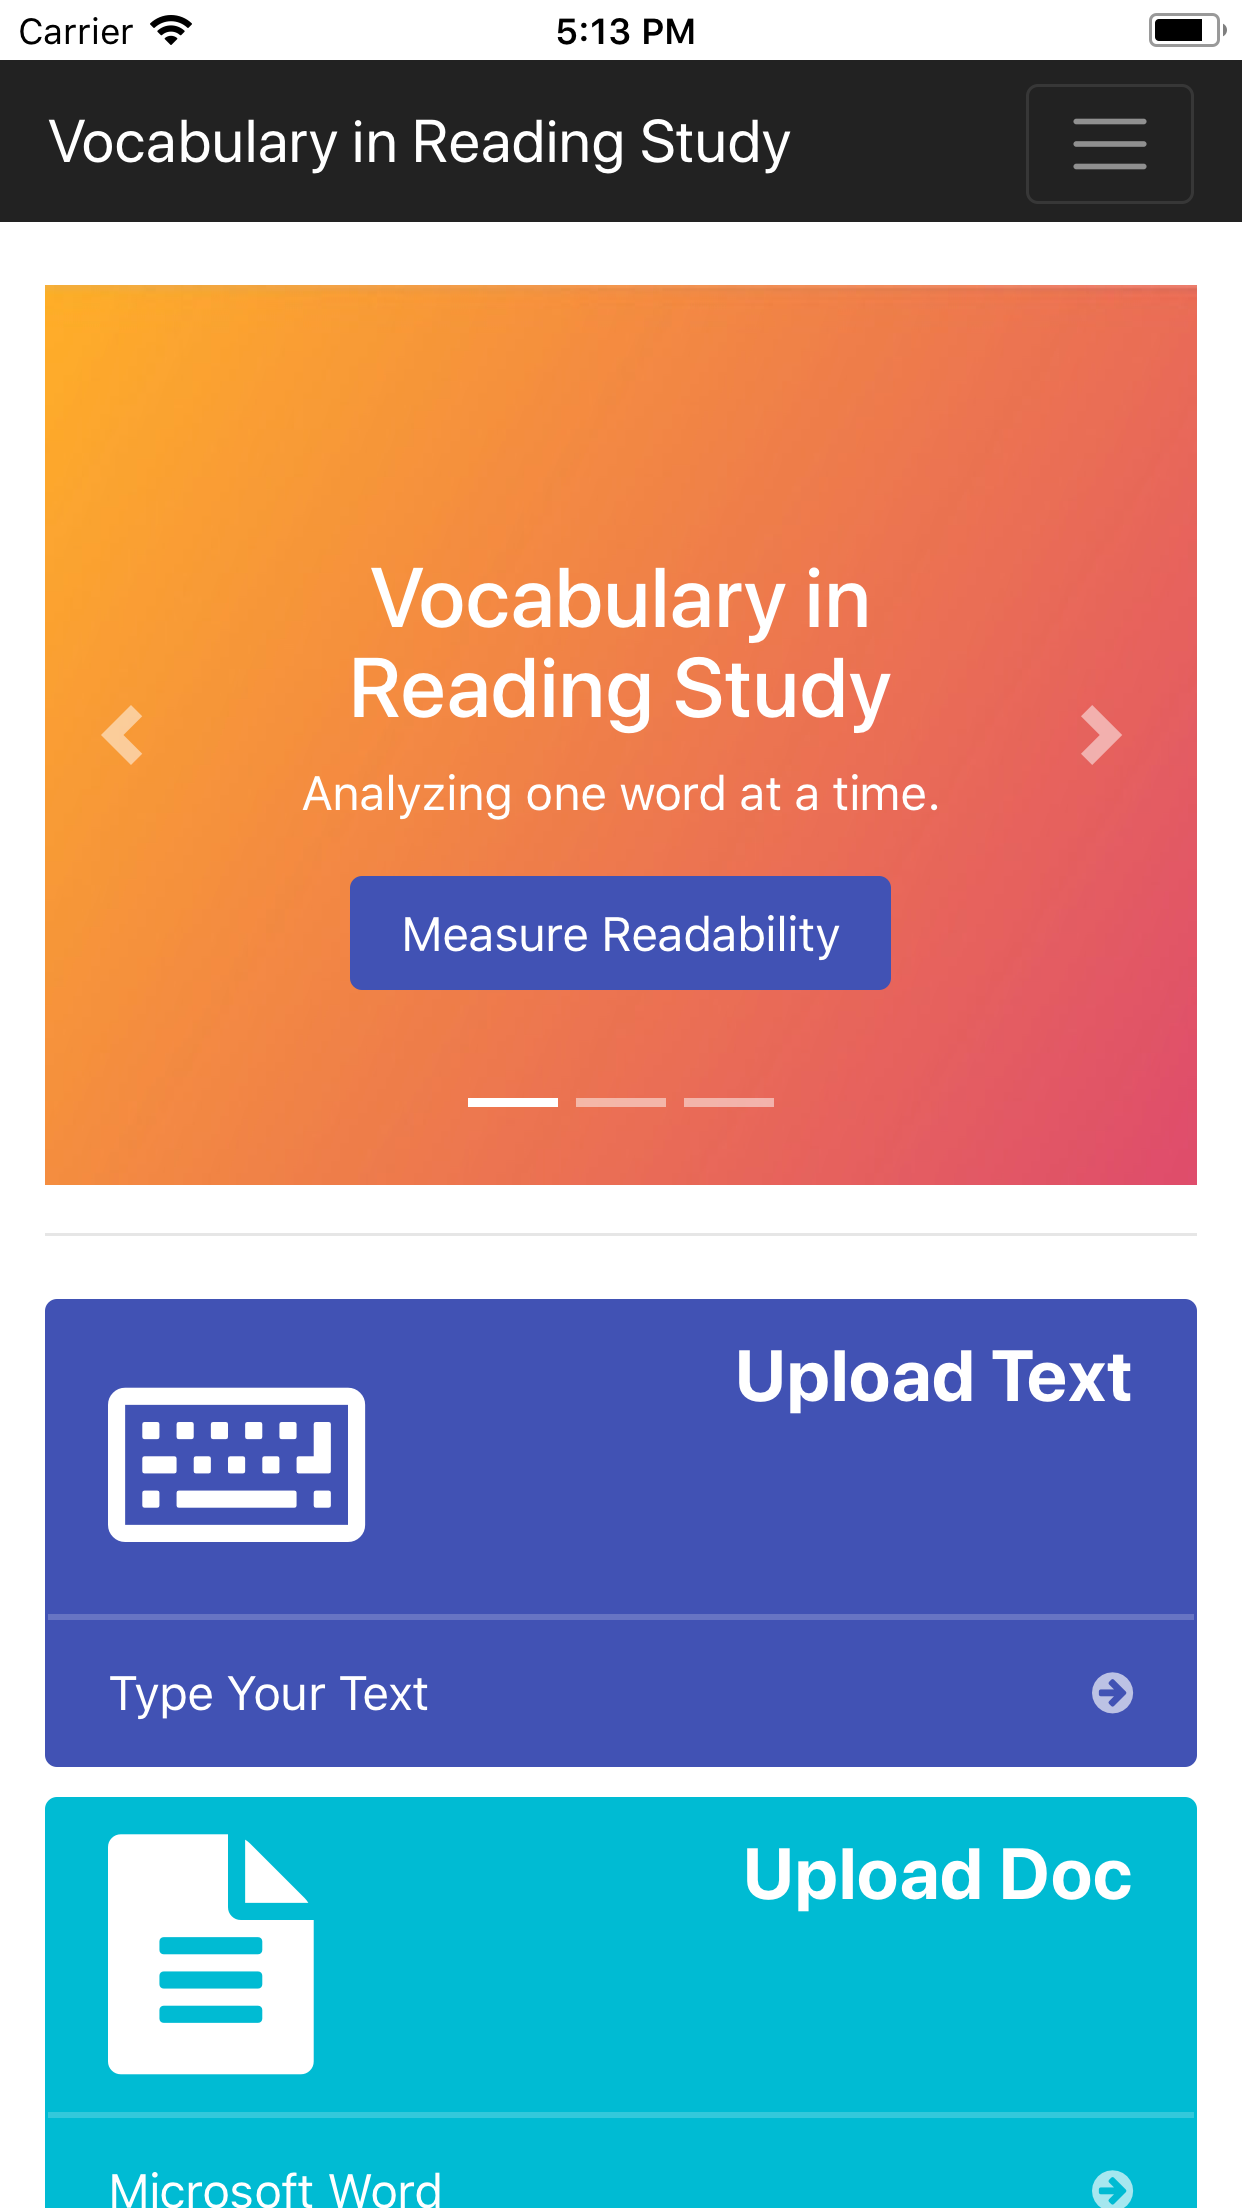 Carrier
5:13 PM
Vocabulary in Reading Study
Vocabulary in
Reading Study
Analyzing one word at a time.
Measure Readability
Upload Text
Type Your Text
Upload Doc
Microsoft Word